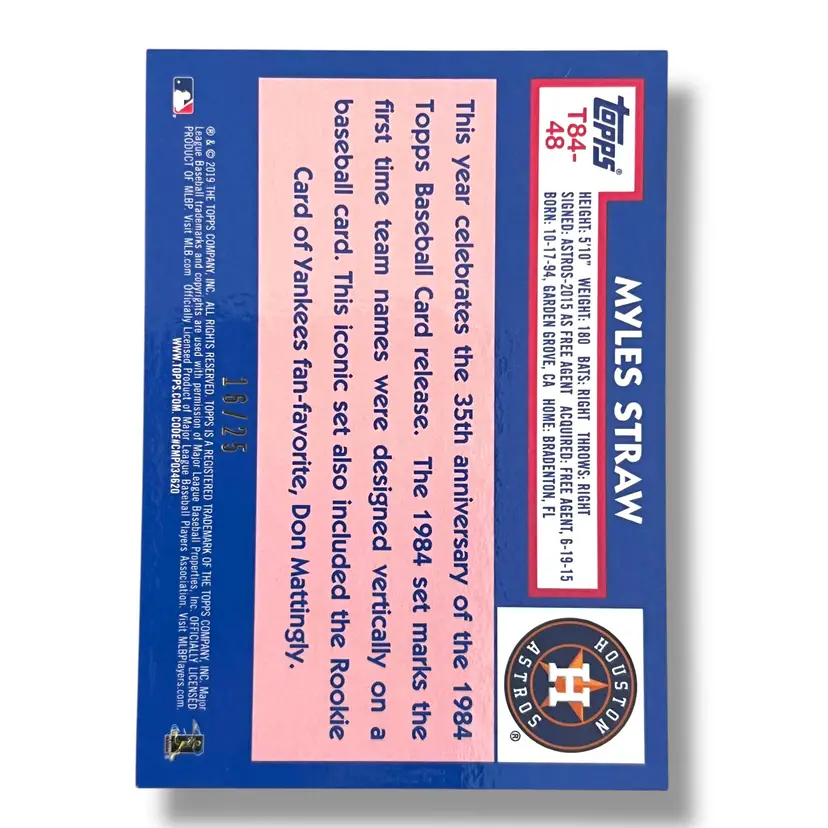 topps®
T84-
48
MYLES STRAW
HEIGHT: 5'10" WEIGHT: 180 BATS: RIGHT THROWS: RIGHT
SIGNED: ASTROS-2015 AS FREE AGENT ACQUIRED: FREE AGENT, 6-19-15
BORN: 10-17-94, GARDEN GROVE, CA HOME: BRADENTON, FL
HOUSTON
H
ASTROS
®
This year celebrates the 35th anniversary of the 1984
Topps Baseball Card release. The 1984 set marks the
first time team names were designed vertically on a
baseball card. This iconic set also included the Rookie
Card of Yankees fan-favorite, Don Mattingly.
16/25
® & © 2019 THE TOPPS COMPANY, INC. ALL RIGHTS RESERVED. TOPPS IS A REGISTERED TRADEMARK OF THE TOPPS COMPANY, INC. Major
League Baseball trademarks and copyrights are used with permission of Major League Baseball Properties, Inc. OFFICIALLY LICENSED
PRODUCT OF MLBP. Visit MLB.com Officially Licensed Product of Major League Baseball Players Association. Visit MLBPlayers.com.
WWW.TOPPS.COM. CODE#CMP034620